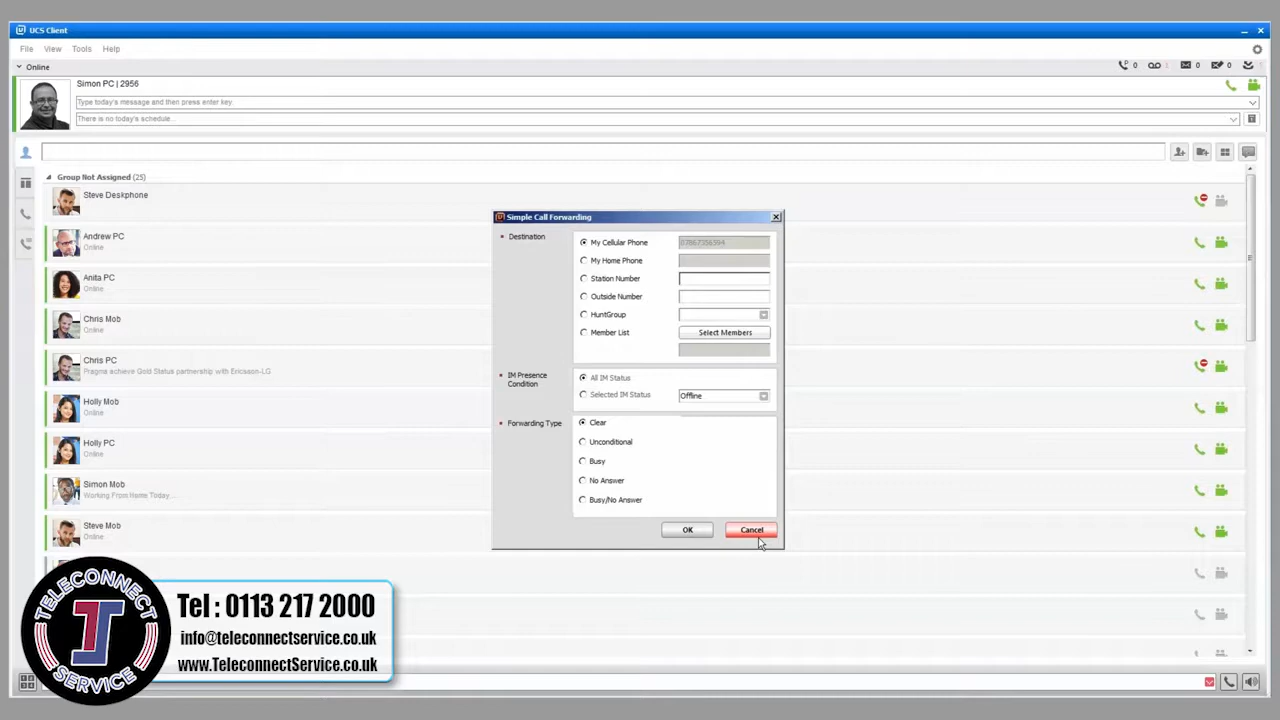 UCS Client
File View Tools Help
Online
0 1 0 0
Simon PC | 2956
Type today's message and then press enter key.
There is no today's schedule...
Group Not Assigned (25)
Steve Deskphone
Andrew PC
Online
Anita PC
Online
Chris Mob
Online
Chris PC
Pragma achieve Gold Status partnership with Ericsson-LG
Holly Mob
Online
Holly PC
Online
Simon Mob
Working From Home Today...
Steve Mob
Online
Simple Call Forwarding
Destination
My Cellular Phone 07867356394
My Home Phone
Station Number
Outside Number
HuntGroup
Member List Select Members
IM Presence
Condition
All IM Status
Selected IM Status Offline
Forwarding Type
Clear
Unconditional
Busy
No Answer
Busy/No Answer
OK Cancel
TELECONNECT
SERVICE
Tel : 0113 217 2000
info@teleconnectservice.co.uk
www.TeleconnectService.co.uk